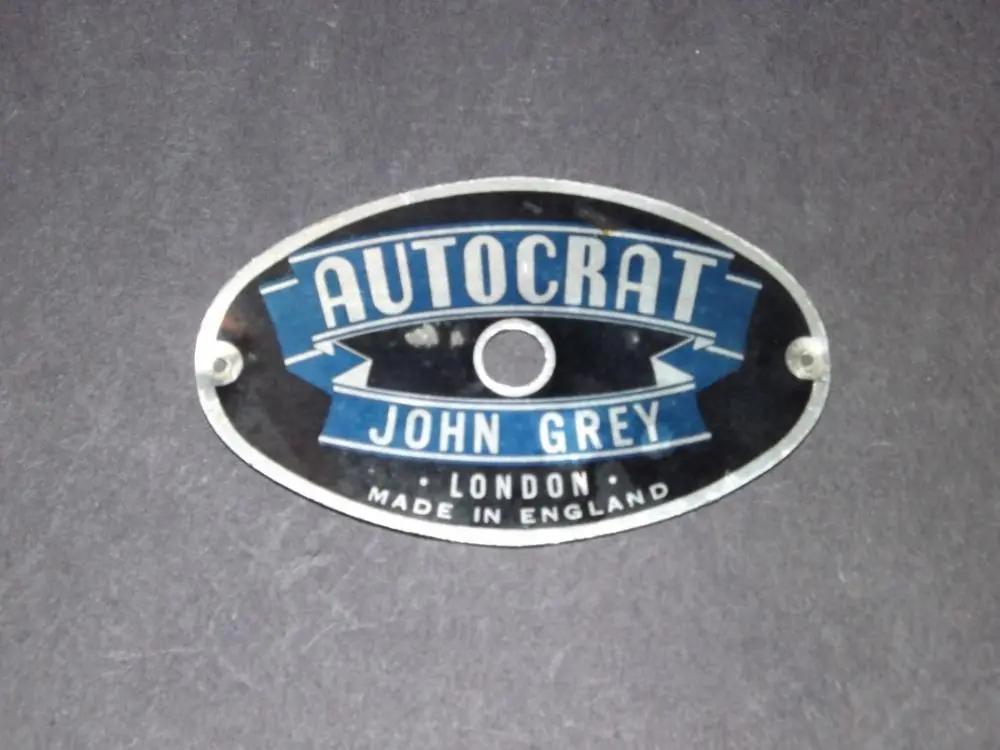 AUTOCRAT
JOHN GREY
· LONDON ·
MADE IN ENGLAND